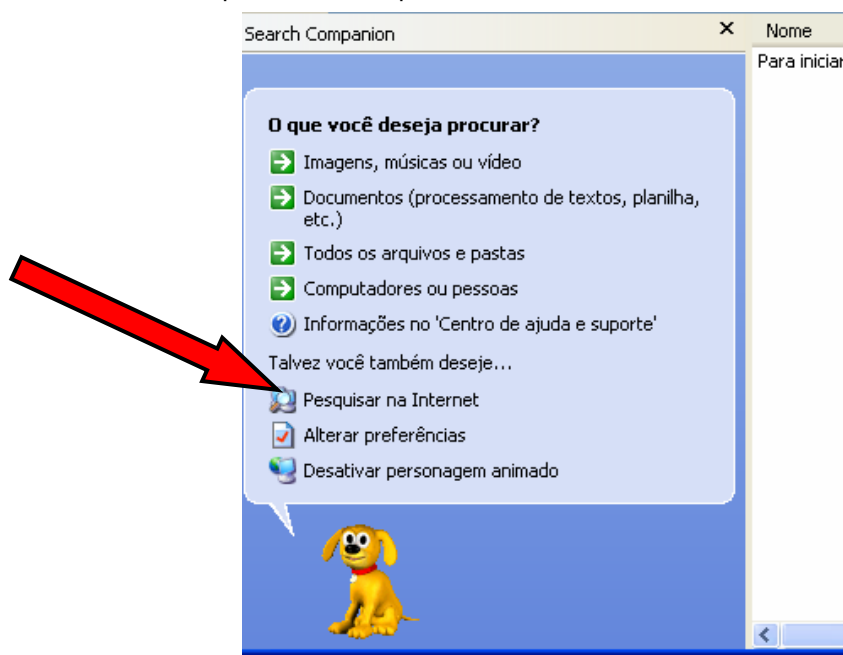 Search Companion
Nome
Para iniciar
O que você deseja procurar?
Imagens, músicas ou vídeo
Documentos (processamento de textos, planilha,
etc.)
Todos os arquivos e pastas
Computadores ou pessoas
Informações no 'Centro de ajuda e suporte'
Talvez você também deseje...
Pesquisar na Internet
Alterar preferências
Desativar personagem animado